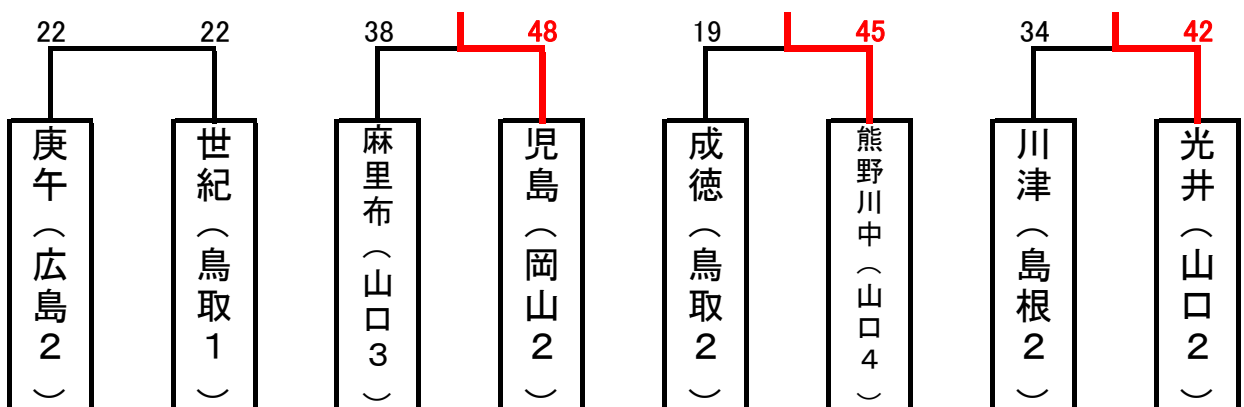 22
22
38
48
19
45
34
42
庚午（広島２）
世紀（鳥取１）
麻里布（山口３）
児島（岡山２）
成徳（鳥取２）
熊野川中（山口４）
川津（島根２）
光井（山口２）